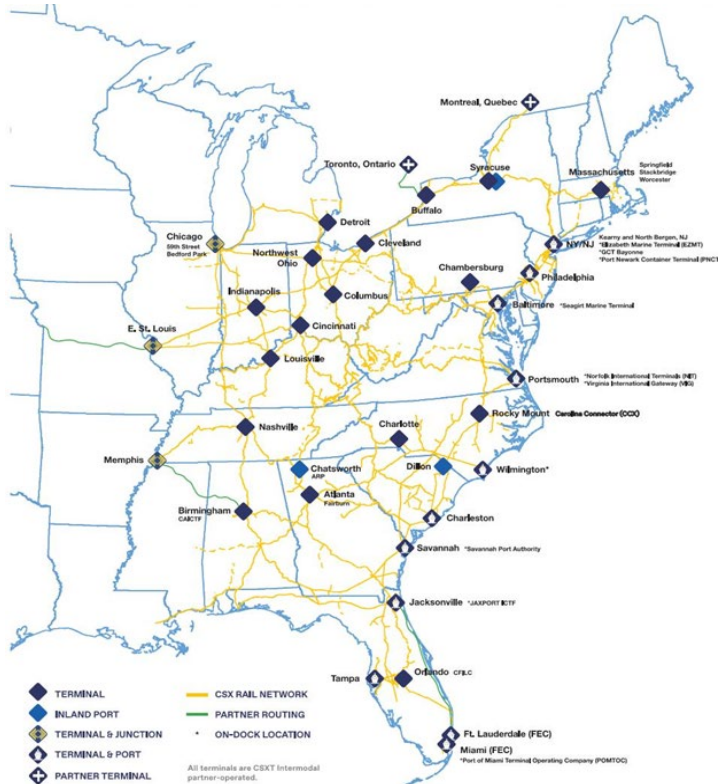 Montreal, Quebec
Toronto, Ontario
Syracuse
Massachusetts
Springfield
Stackbridge
Worcester
Buffalo
Detroit
Chicago
59th Street
Bedford Park
Cleveland
NY/NJ
Kearny and North Bergen, NJ
*Elizabeth Marine Terminal (EZMT)
*GCT Bayonne
*Port Newark Container Terminal (PNCT
Northwest
Ohio
Chambersburg
Philadelphia
Indianapolis
Columbus
Baltimore
*Seagirt Marine Terminal
E. St. Louis
Cincinnati
Louisville
Portsmouth
*Norfolk International Terminals (NIT)
*Virginia International Gateway (VIG)
Rocky Mount
Carolina Connector (CCX)
Nashville
Charlotte
Memphis
Chatsworth
ARP
Dillon
Wilmington*
Atlanta
Fairburn
Birmingham
CAICTF
Charleston
Savannah
*Savannah Port Authority
Jacksonville
*JAXPORT ICTF
Tampa
Orlando
CFILC
Ft. Lauderdale (FEC)
Miami (FEC)
*Port of Miami Terminal Operating Company (POMTOC)
TERMINAL
INLAND PORT
TERMINAL & JUNCTION
TERMINAL & PORT
PARTNER TERMINAL
CSX RAIL NETWORK
PARTNER ROUTING
* ON-DOCK LOCATION
All terminals are CSXT Intermodal
partner-operated.